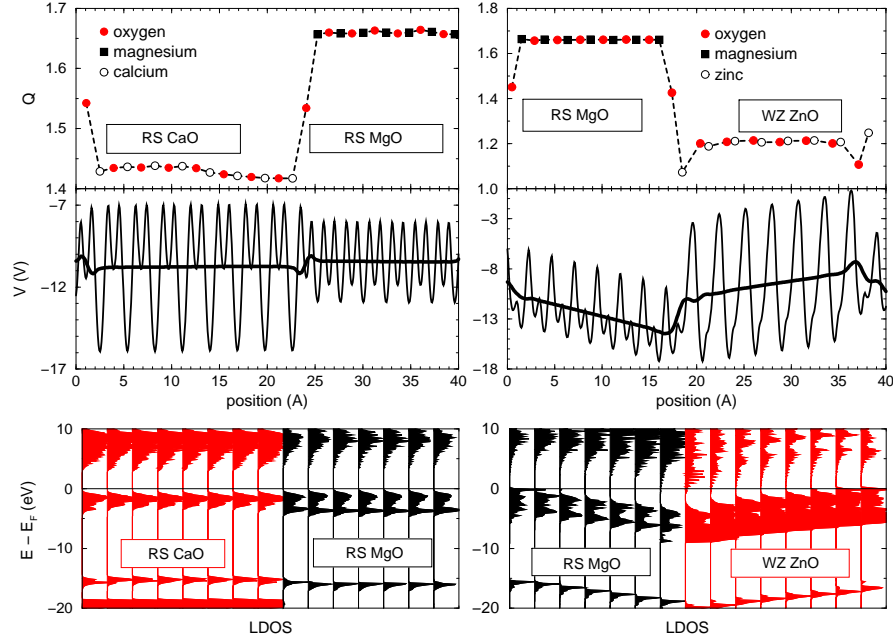 Q
1.7
1.6
1.5
1.4
oxygen
magnesium
calcium
RS CaO
RS MgO
1.8
1.6
1.4
1.2
1.0
oxygen
magnesium
zinc
RS MgO
WZ ZnO
V (V)
−7
−12
−17
0 5 10 15 20 25 30 35 40
position (A)
−3
−8
−13
−18
0 5 10 15 20 25 30 35 40
position (A)
E − E_F (eV)
10
0
−10
−20
RS CaO
RS MgO
LDOS
10
0
−10
−20
RS MgO
WZ ZnO
LDOS